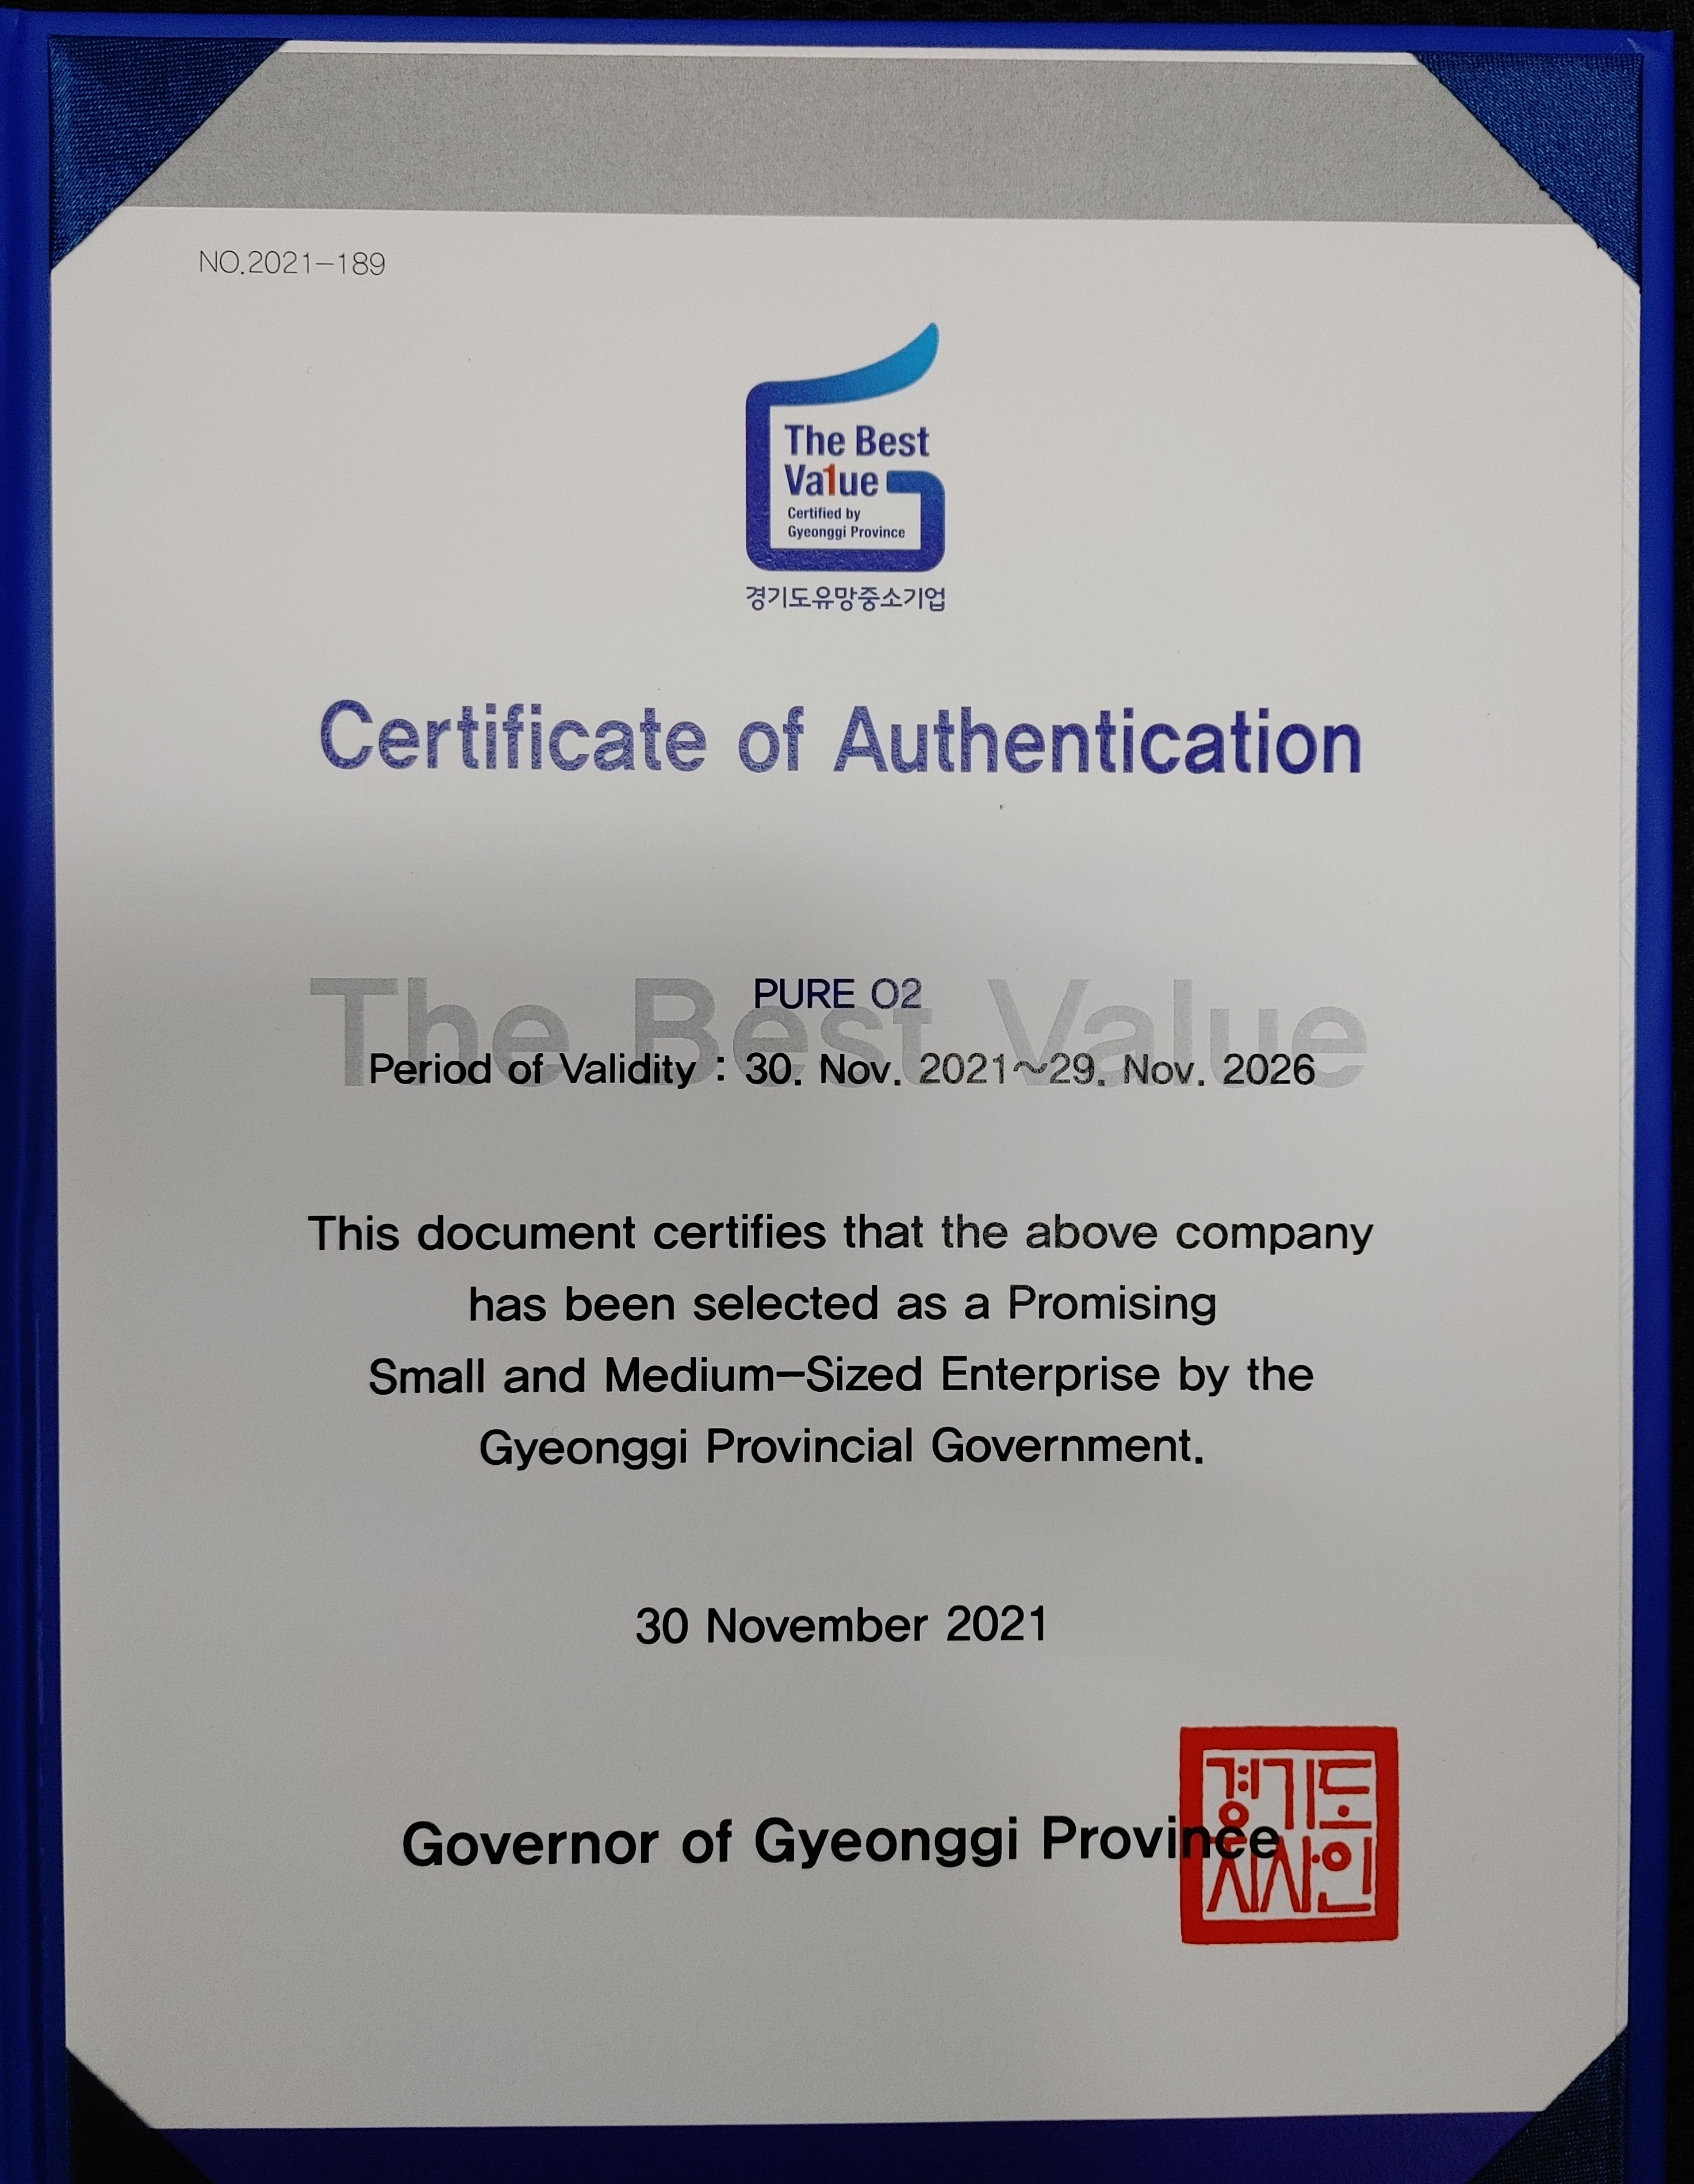 NO.2021-189
The Best
Va1ue
Certified by
Gyeonggi Province
경기도유망중소기업
Certificate of Authentication
The Best Value
PURE O2
Period of Validity : 30. Nov. 2021~29. Nov. 2026
This document certifies that the above company
has been selected as a Promising
Small and Medium-Sized Enterprise by the
Gyeonggi Provincial Government.
30 November 2021
Governor of Gyeonggi Province
경기도
지사인